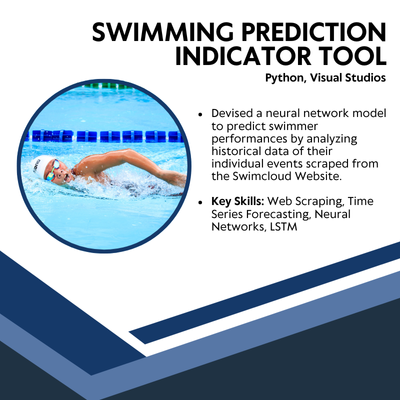 SWIMMING PREDICTION
INDICATOR TOOL
Python, Visual Studios
• Devised a neural network model
to predict swimmer
performances by analyzing
historical data of their
individual events scraped from
the Swimcloud Website.
• Key Skills: Web Scraping, Time
Series Forecasting, Neural
Networks, LSTM